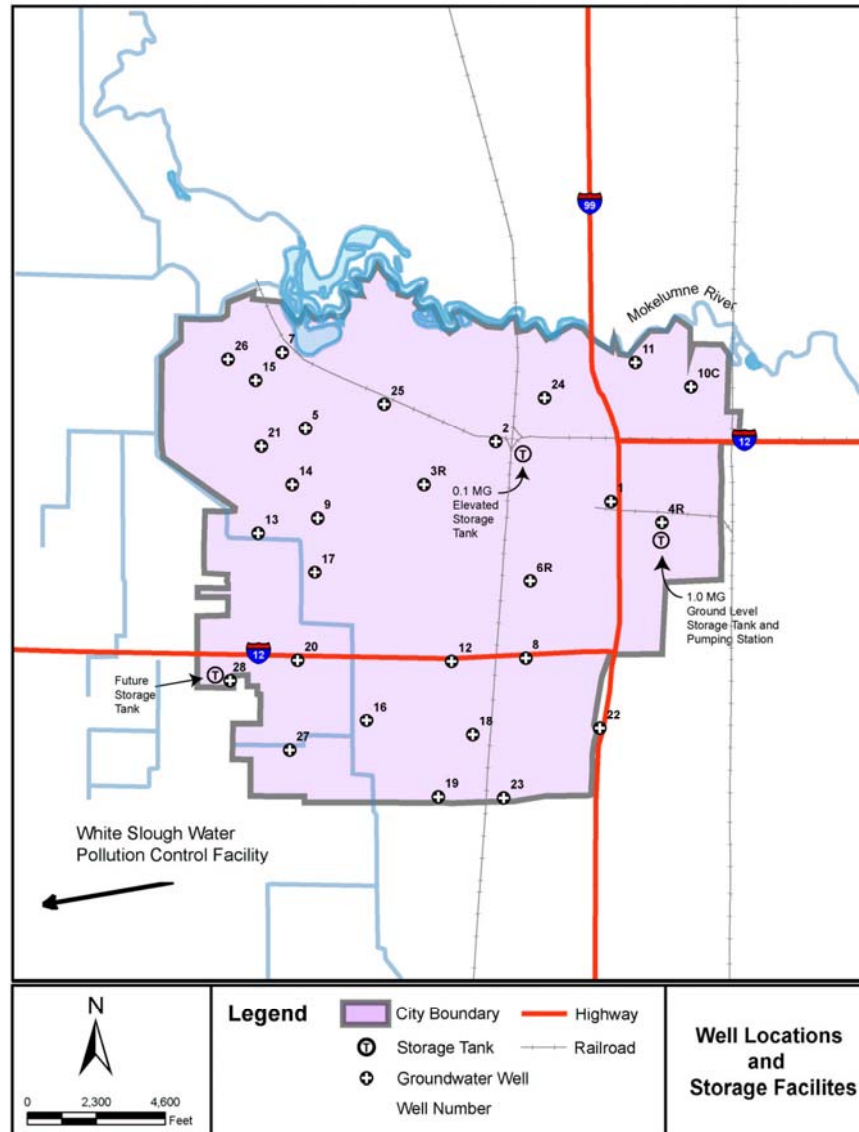 99
Mokelumne River
11
7
26
10C
15
25
24
5
2
12
21
T
14
3R
0.1 MG
Elevated
Storage
Tank
1
9
4R
13
T
17
6R
1.0 MG
Ground Level
Storage Tank and
Pumping Station
12
20
12
8
Future
Storage
Tank
T
28
16
22
18
27
19
23
White Slough Water
Pollution Control Facility
N
0 2,300 4,600
Feet
Legend
City Boundary
Highway
T
Storage Tank
Railroad
Groundwater Well
Well Number
Well Locations
and
Storage Facilites